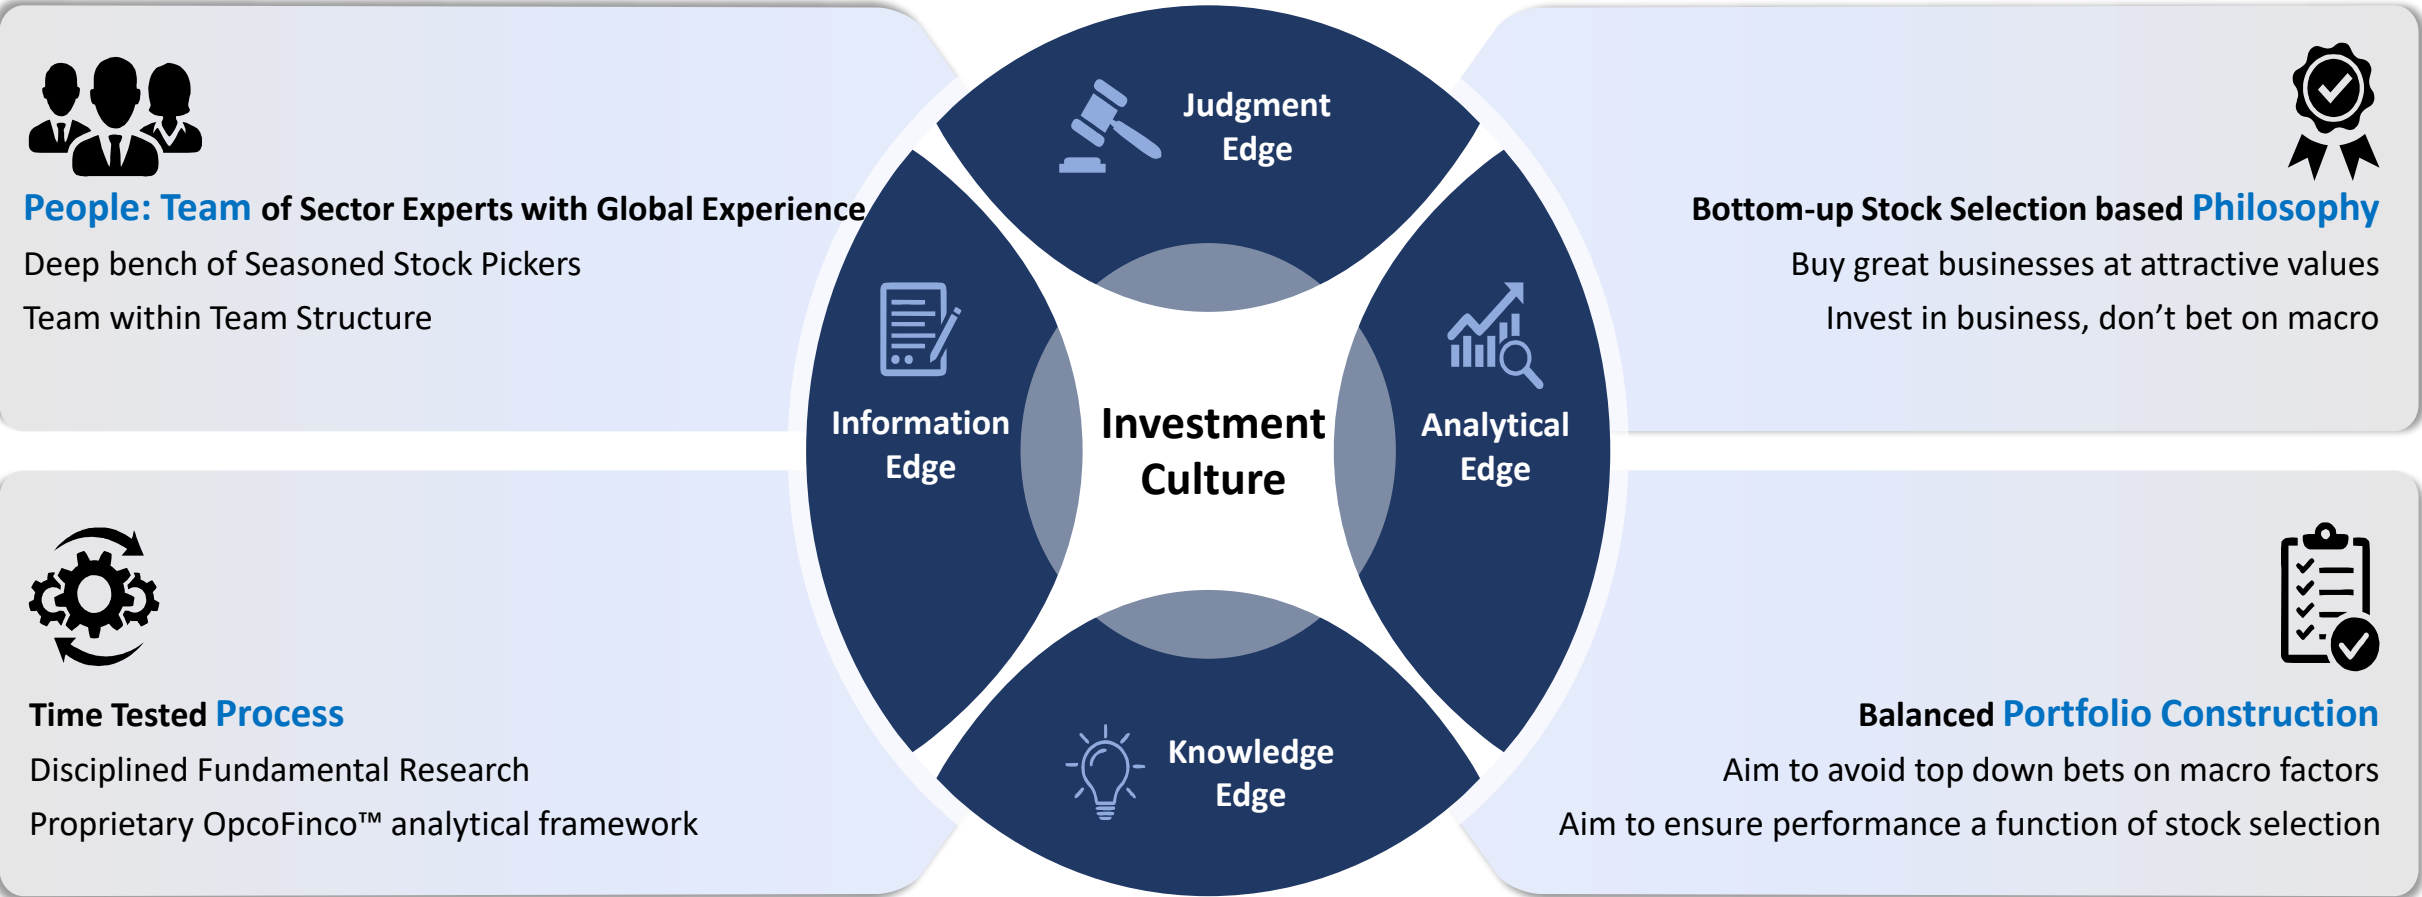 People: Team of Sector Experts with Global Experience
Deep bench of Seasoned Stock Pickers
Team within Team Structure
Judgment
Edge
Bottom-up Stock Selection based Philosophy
Buy great businesses at attractive values
Invest in business, don’t bet on macro
Information
Edge
Investment
Culture
Analytical
Edge
Time Tested Process
Disciplined Fundamental Research
Proprietary OpcoFinco™ analytical framework
Knowledge
Edge
Balanced Portfolio Construction
Aim to avoid top down bets on macro factors
Aim to ensure performance a function of stock selection